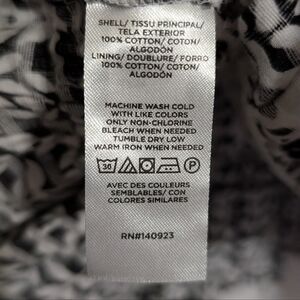 SHELL/ TISSU PRINCIPAL/
TELA EXTERIOR
100% COTTON/ COTON/
ALGODÓN
LINING/ DOUBLURE/ FORRO
100% COTTON/ COTON/
ALGODÓN
MACHINE WASH COLD
WITH LIKE COLORS
ONLY NON-CHLORINE
BLEACH WHEN NEEDED
TUMBLE DRY LOW
WARM IRON WHEN NEEDED
30 P
AVEC DES COULEURS
SEMBLABLES/ CON
COLORES SIMILARES
RN#140923